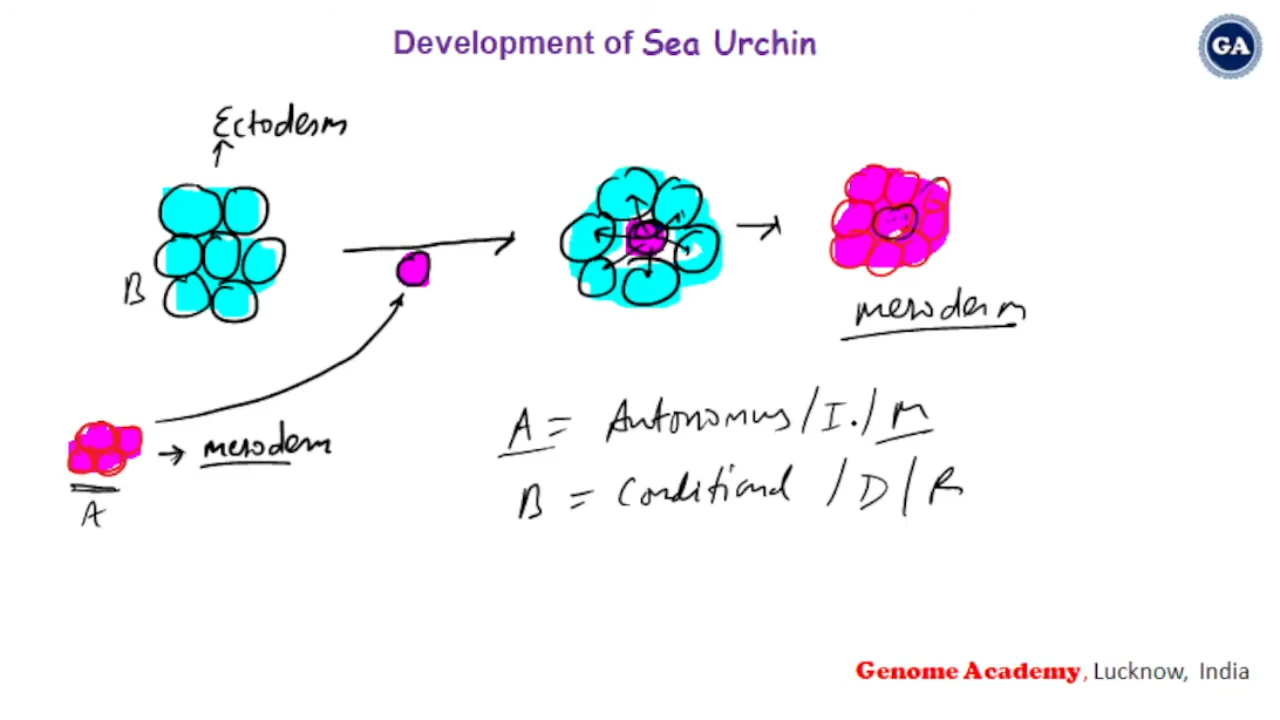 Development of Sea Urchin
GA
Ectoderm
B
mesoderm
mesoderm
A
A = Autonomus / I. / M
B = Conditional / D / R
Genome Academy, Lucknow, India